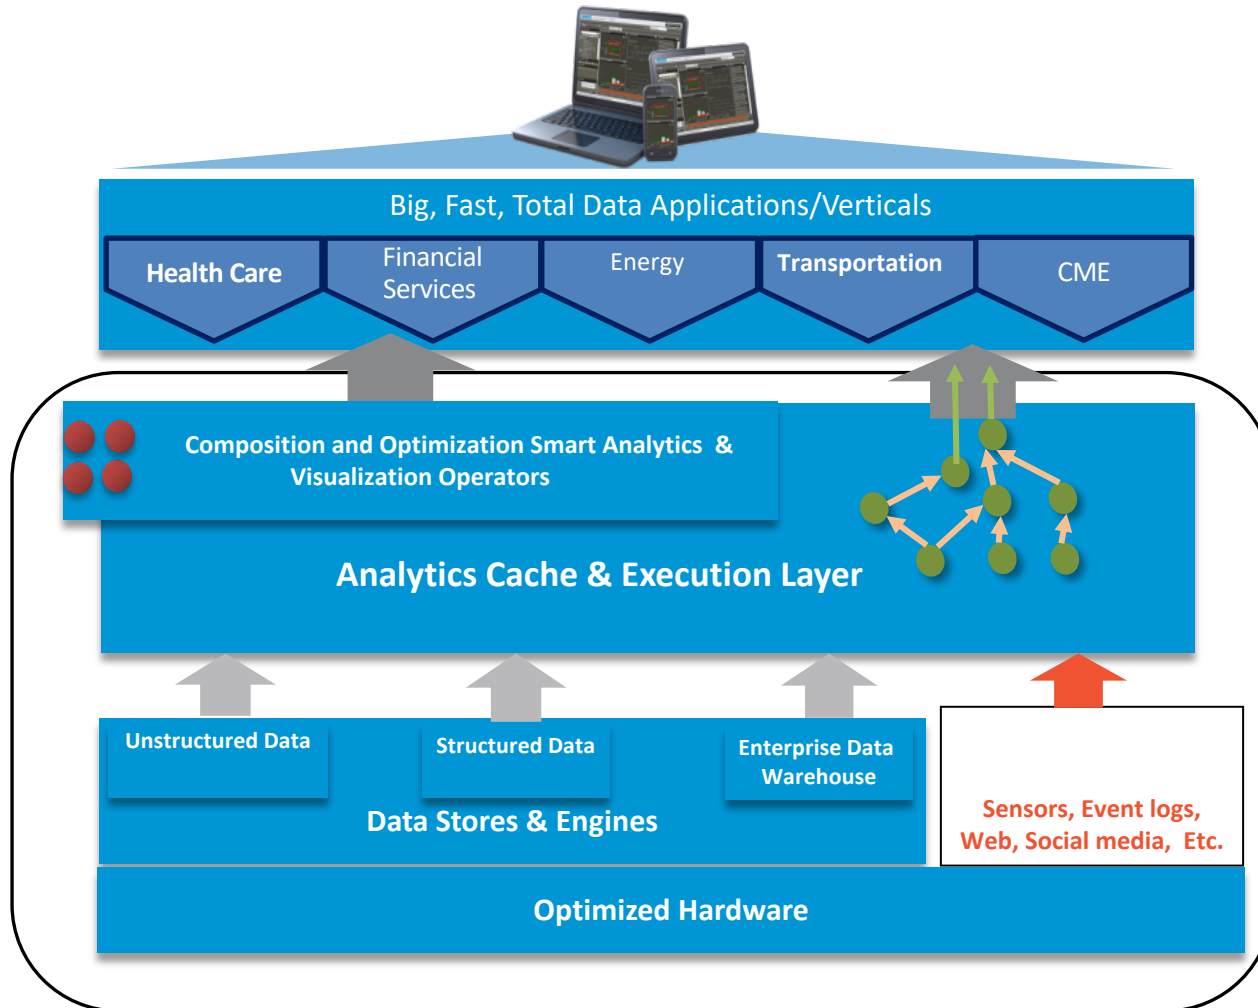 Big, Fast, Total Data Applications/Verticals
Health Care
Financial
Services
Energy
Transportation
CME
Composition and Optimization Smart Analytics &
Visualization Operators
Analytics Cache & Execution Layer
Unstructured Data
Structured Data
Enterprise Data
Warehouse
Data Stores & Engines
Sensors, Event logs,
Web, Social media, Etc.
Optimized Hardware